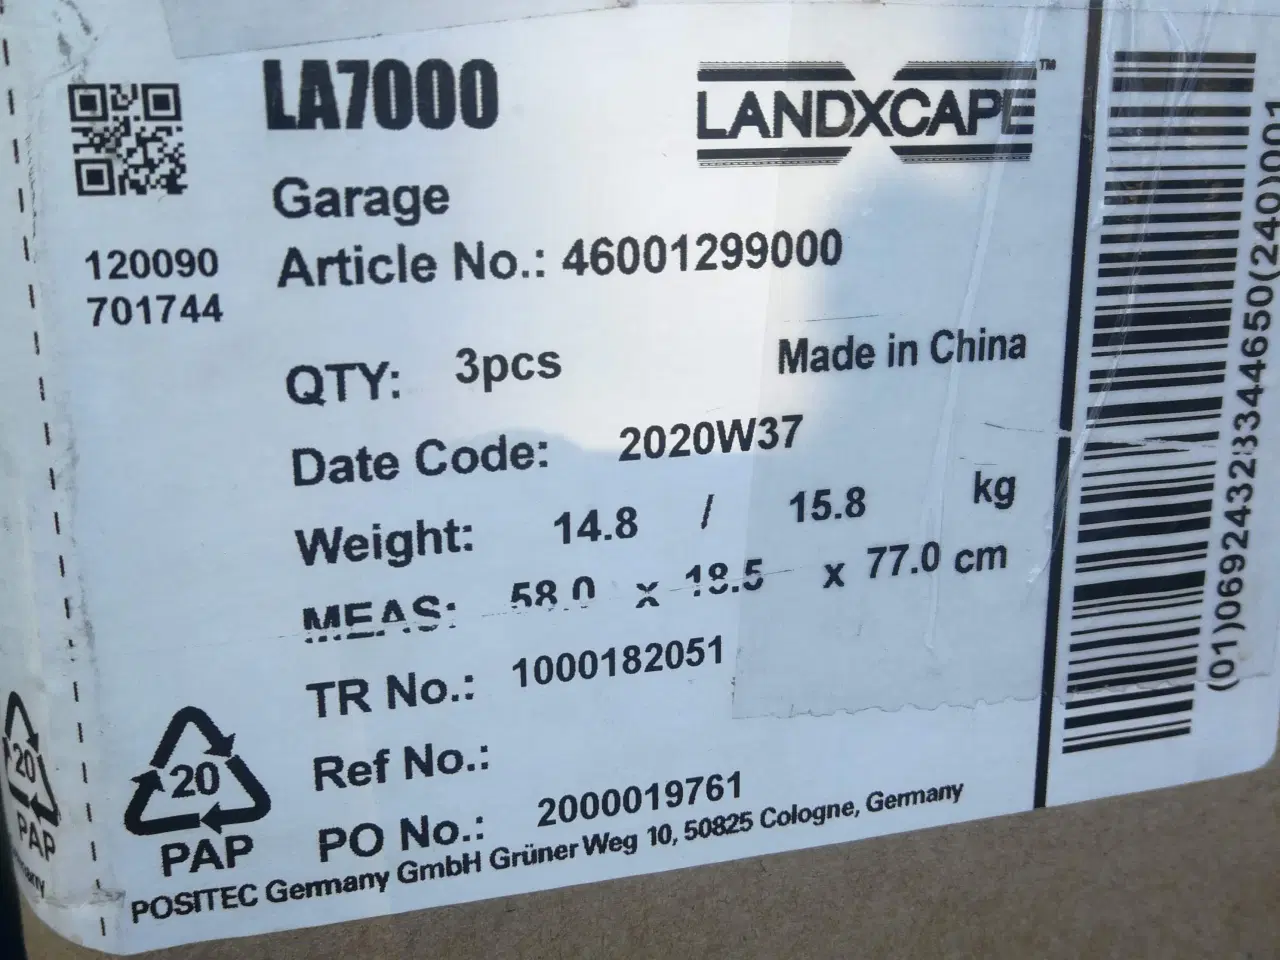 LA7000
LANDXCAPE™
Garage
120090
701744
Article No.: 46001299000
QTY: 3pcs
Made in China
Date Code: 2020W37
Weight: 14.8 / 15.8 kg
MEAS: 58.0 x 18.5 x 77.0 cm
TR No.: 1000182051
Ref No.:
PO No.: 2000019761
20
PAP
20
PAP
POSITEC Germany GmbH Grüner Weg 10, 50825 Cologne, Germany
(01)06924328344650(240)001